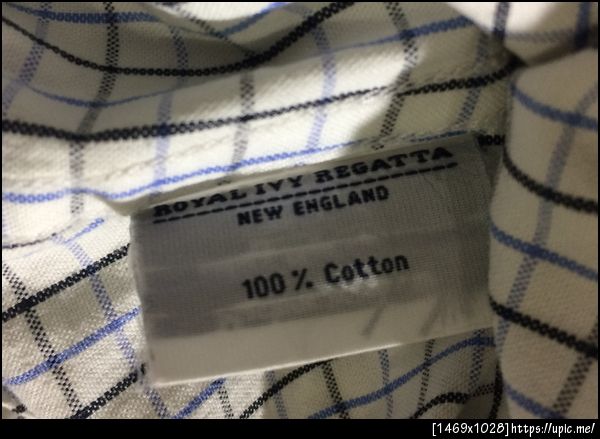 ROYAL IVY REGATTA
NEW ENGLAND
100% Cotton
[1469x1028]https://upic.me/